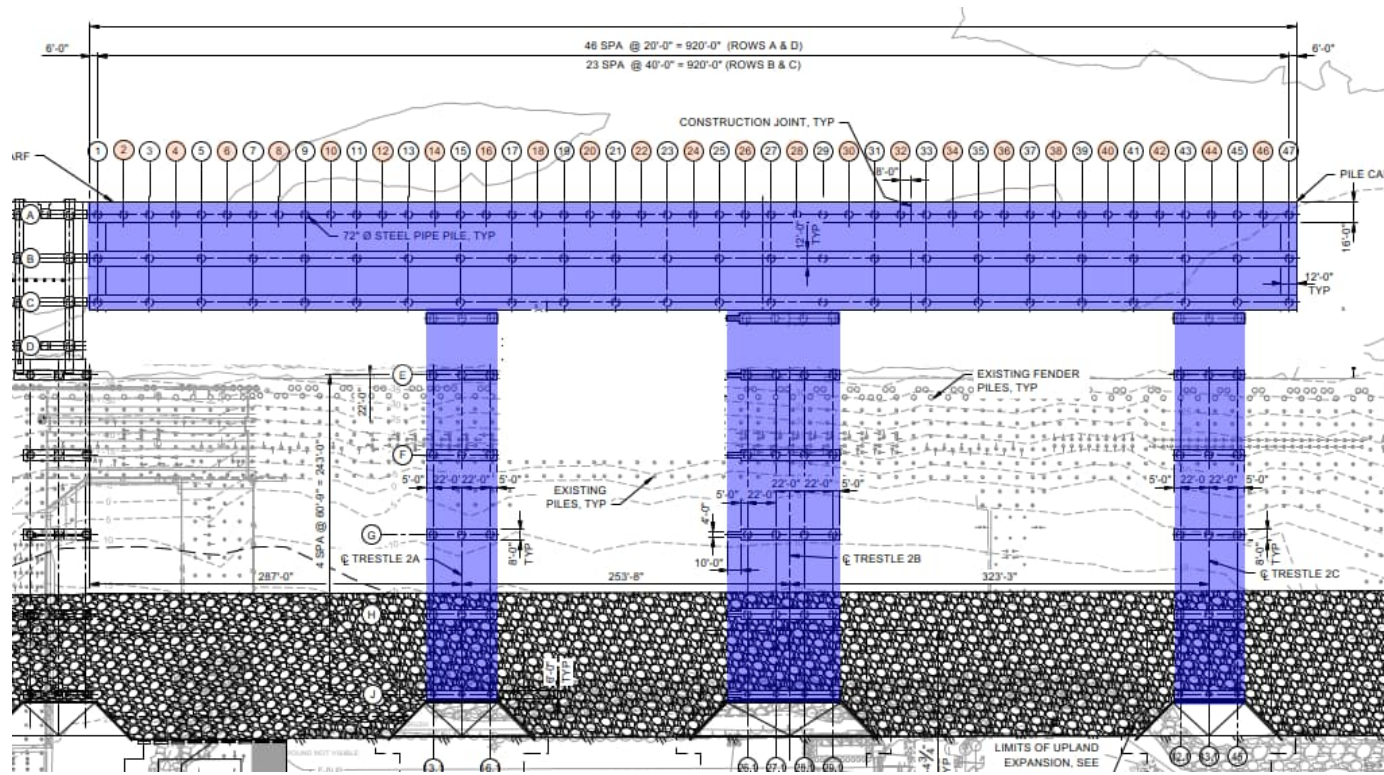 46 SPA @ 20'-0" = 920'-0" (ROWS A & D)
6'-0"
6'-0"
23 SPA @ 40'-0" = 920'-0" (ROWS B & C)
CONSTRUCTION JOINT, TYP
ARF
1 2 3 4 5 6 7 8 9 10 11 12 13 14 15 16 17 18 19 20 21 22 23 24 25 26 27 28 29 30 31 32 33 34 35 36 37 38 39 40 41 42 43 44 45 46 47
8'-0"
PILE CA
A
72" Ø STEEL PIPE PILE, TYP
12'-0"
TYP
16'-0"
B
12'-0"
TYP
C
D
E
EXISTING FENDER
PILES, TYP
22'-0"
F
4 SPA @ 60'-9" = 243'-0"
5'-0" 22'-0" 22'-0" 5'-0"
22'-0" 22'-0" 5'-0"
5'-0" 22'-0"
5'-0" 22'-0 22'-0" 5'-0"
EXISTING
PILES, TYP
G
8'-0"
TYP
4'-0"
8'-0"
TYP
℄ TRESTLE 2A
10'-0"
℄ TRESTLE 2B
℄ TRESTLE 2C
287'-0"
253'-8"
323'-3"
H
J
6'-0"
TYP
LIMITS OF UPLAND
EXPANSION, SEE